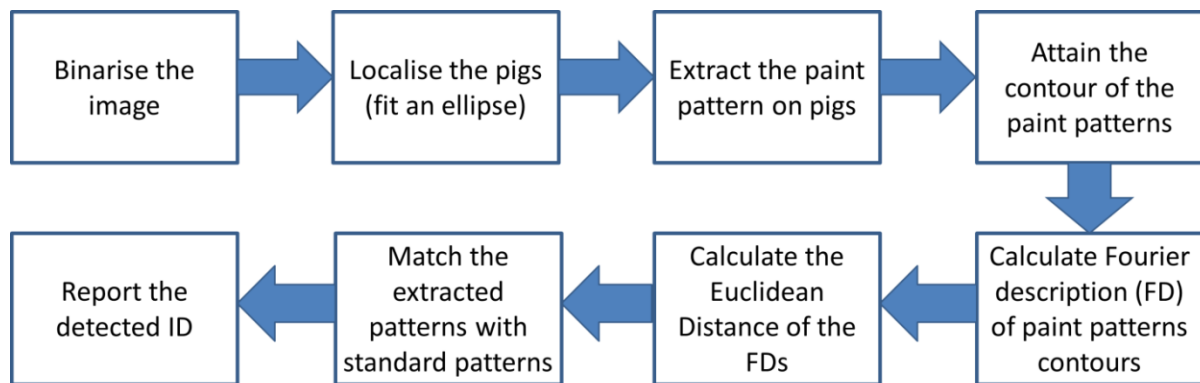 Binarise the
image
Localise the pigs
(fit an ellipse)
Extract the paint
pattern on pigs
Attain the
contour of the
paint patterns
Calculate Fourier
description (FD)
of paint patterns
contours
Calculate the
Euclidean
Distance of the
FDs
Match the
extracted
patterns with
standard patterns
Report the
detected ID